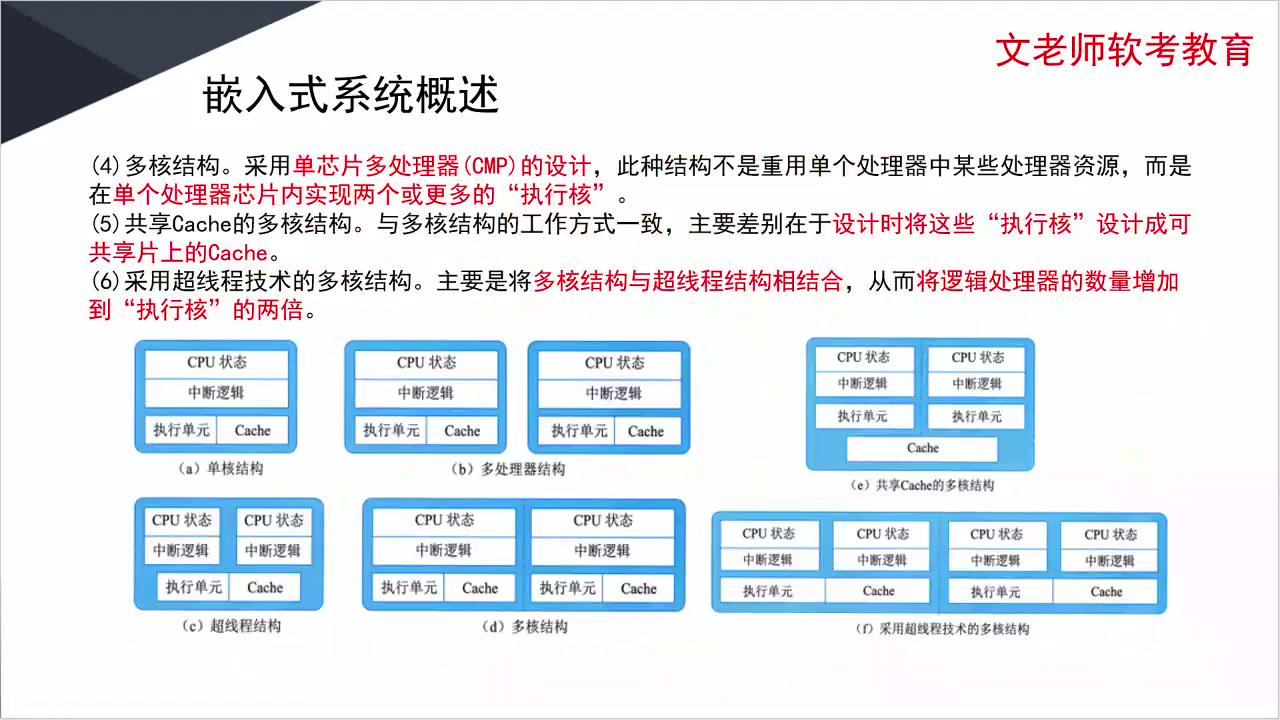 文老师软考教育
嵌入式系统概述
(4)多核结构。采用单芯片多处理器(CMP)的设计，此种结构不是重用单个处理器中某些处理器资源，而是
在单个处理器芯片内实现两个或更多的“执行核”。
(5)共享Cache的多核结构。与多核结构的工作方式一致，主要差别在于设计时将这些“执行核”设计成可
共享片上的Cache。
(6)采用超线程技术的多核结构。主要是将多核结构与超线程结构相结合，从而将逻辑处理器的数量增加
到“执行核”的两倍。
CPU 状态
中断逻辑
执行单元 Cache
（a）单核结构
CPU 状态 CPU 状态
中断逻辑 中断逻辑
执行单元 Cache 执行单元 Cache
（b）多处理器结构
CPU 状态 CPU 状态
中断逻辑 中断逻辑
执行单元 执行单元
Cache
（e）共享Cache的多核结构
CPU 状态 CPU 状态
中断逻辑 中断逻辑
执行单元 Cache
（c）超线程结构
CPU 状态 CPU 状态
中断逻辑 中断逻辑
执行单元 Cache 执行单元 Cache
（d）多核结构
CPU 状态 CPU 状态 CPU 状态 CPU 状态
中断逻辑 中断逻辑 中断逻辑 中断逻辑
执行单元 Cache 执行单元 Cache
（f）采用超线程技术的多核结构